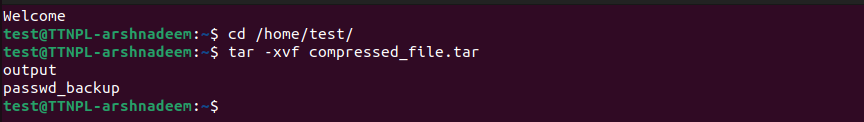 Welcome
test@TTNPL-arshnadeem:~$ cd /home/test/
test@TTNPL-arshnadeem:~$ tar -xvf compressed_file.tar
output
passwd_backup
test@TTNPL-arshnadeem:~$